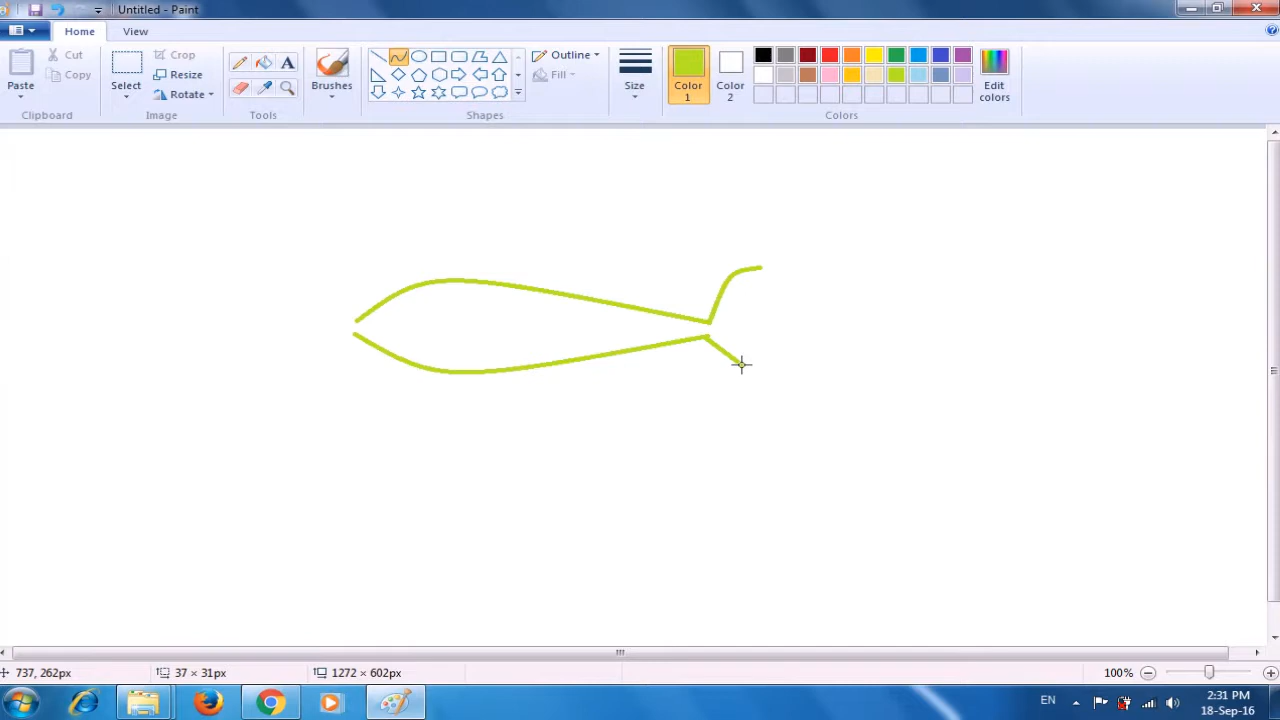 Untitled - Paint
Home View
Paste
Cut
Copy
Clipboard
Select
Crop
Resize
Rotate
Image
Tools
Brushes
Shapes
Outline
Fill
Size
Color 1
Color 2
Edit colors
Colors
737, 262px
37 × 31px
1272 × 602px
100%
EN
2:31 PM
18-Sep-16